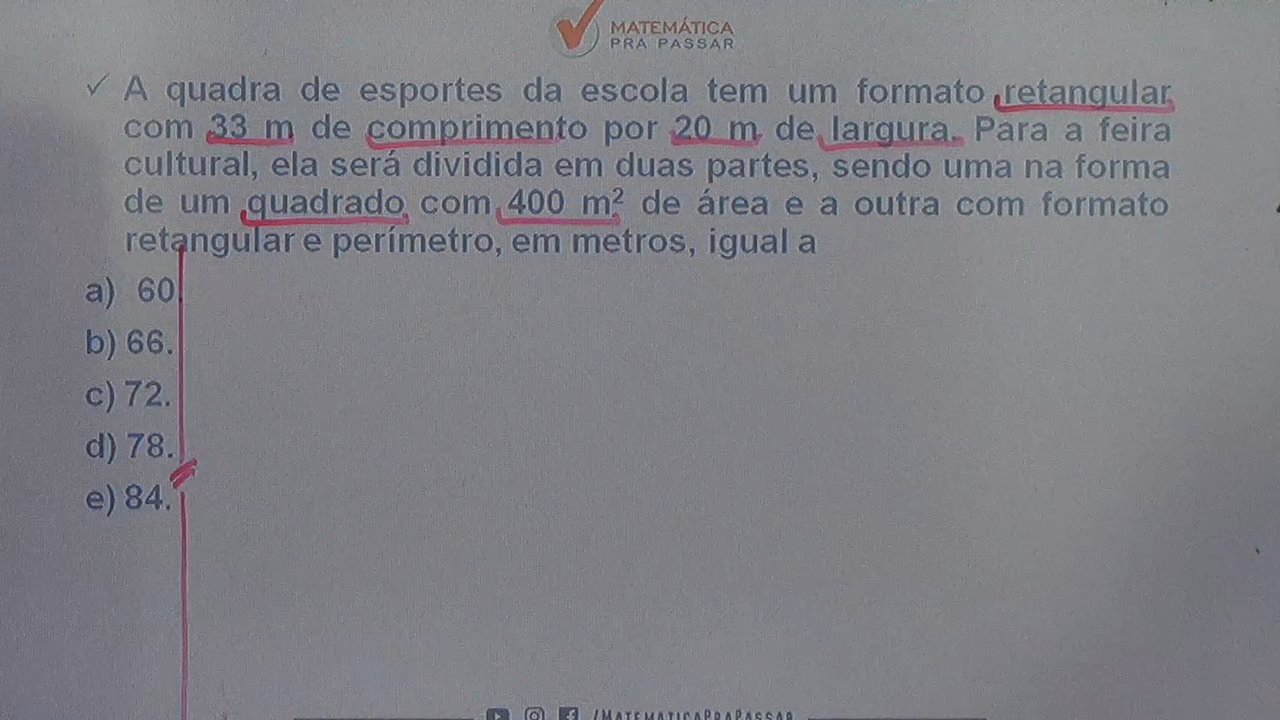 MATEMÁTICA
PRA PASSAR
✓ A quadra de esportes da escola tem um formato retangular
com 33 m de comprimento por 20 m de largura. Para a feira
cultural, ela será dividida em duas partes, sendo uma na forma
de um quadrado com 400 m² de área e a outra com formato
retangular e perímetro, em metros, igual a
a) 60.
b) 66.
c) 72.
d) 78.
e) 84.
/MATEMATICAPRAPASSAR